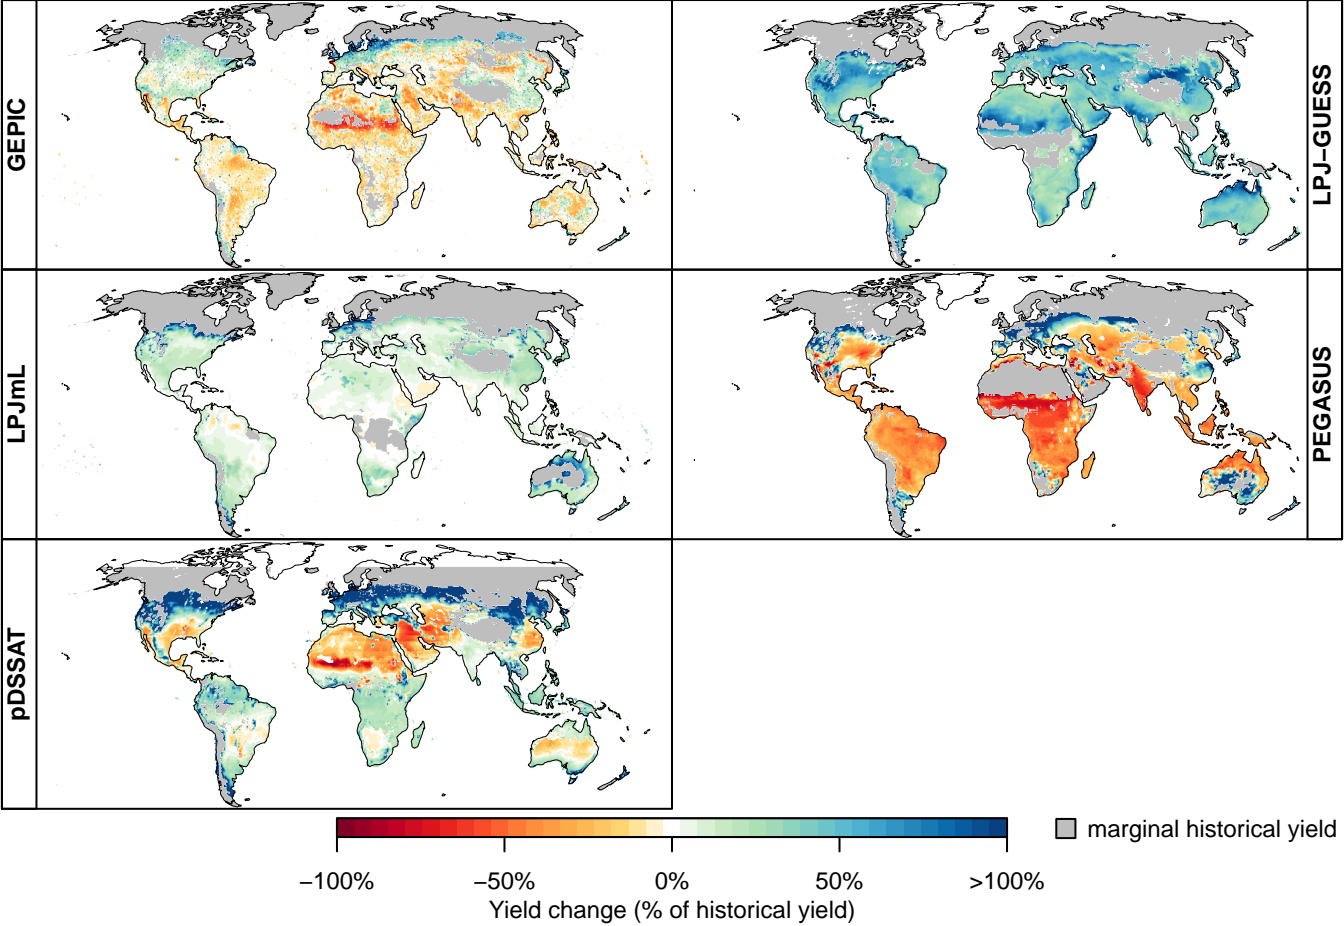 GEPIC
LPJ–GUESS
LPJmL
PEGASUS
pDSSAT
−100%
−50%
0%
50%
>100%
marginal historical yield
Yield change (% of historical yield)